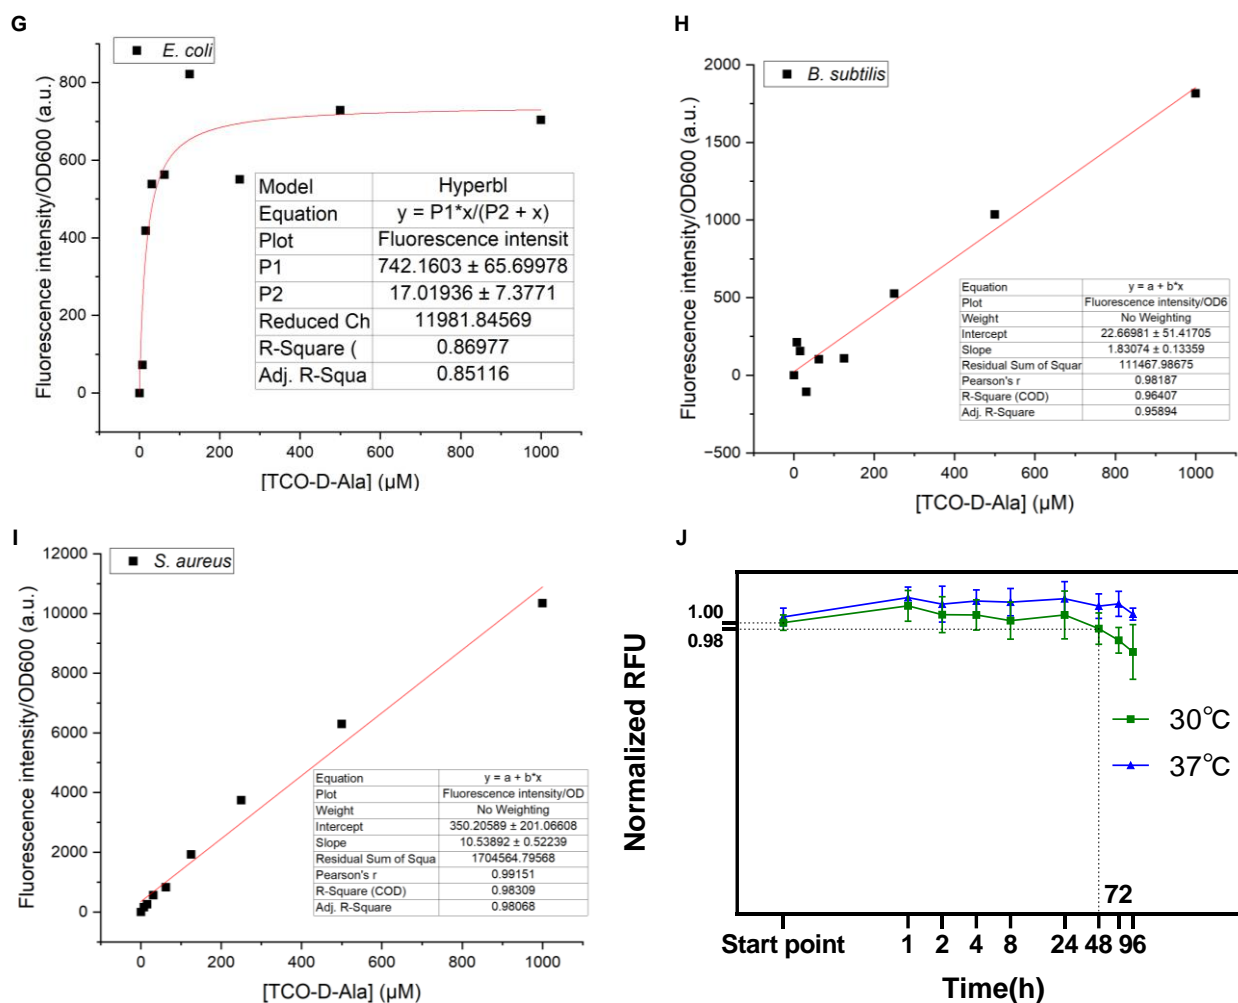 G
E. coli
Fluorescence intensity/OD600 (a.u.)
800
600
400
200
0
Model Hyperbl
Equation y = P1*x/(P2 + x)
Plot Fluorescence intensit
P1 742.1603 ± 65.69978
P2 17.01936 ± 7.3771
Reduced Ch 11981.84569
R-Square ( 0.86977
Adj. R-Squa 0.85116
0 200 400 600 800 1000
[TCO-D-Ala] (µM)
H
B. subtilis
Fluorescence intensity/OD600 (a.u.)
2000
1500
1000
500
0
−500
Equation y = a + b*x
Plot Fluorescence intensity/OD6
Weight No Weighting
Intercept 22.66981 ± 51.41705
Slope 1.83074 ± 0.13359
Residual Sum of Squar 111467.98675
Pearson's r 0.98187
R-Square (COD) 0.96407
Adj. R-Square 0.95894
0 200 400 600 800 1000
[TCO-D-Ala] (µM)
I
S. aureus
Fluorescence intensity/OD600 (a.u.)
12000
10000
8000
6000
4000
2000
0
Equation y = a + b*x
Plot Fluorescence intensity/OD
Weight No Weighting
Intercept 350.20589 ± 201.06608
Slope 10.53892 ± 0.52239
Residual Sum of Squa 1704564.79568
Pearson's r 0.99151
R-Square (COD) 0.98309
Adj. R-Square 0.98068
0 200 400 600 800 1000
[TCO-D-Ala] (µM)
J
Normalized RFU
1.00
0.98
30°C
37°C
72
Start point 1 2 4 8 24 48 96
Time(h)